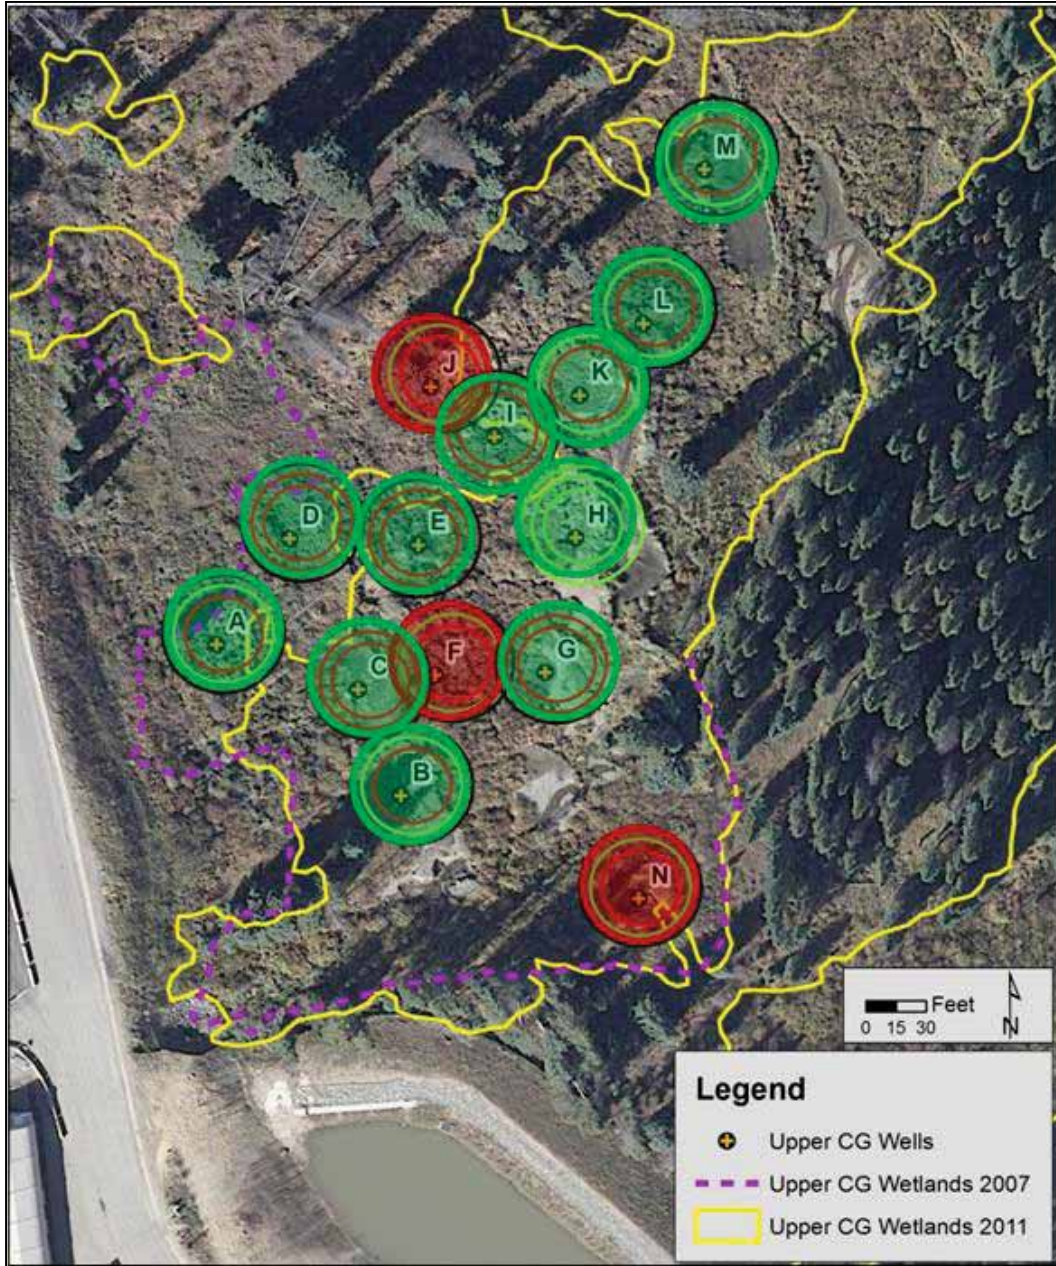 M
L
K
J
I
H
E
D
A
C
F
G
B
N
Feet
0 15 30
N
Legend
Upper CG Wells
Upper CG Wetlands 2007
Upper CG Wetlands 2011